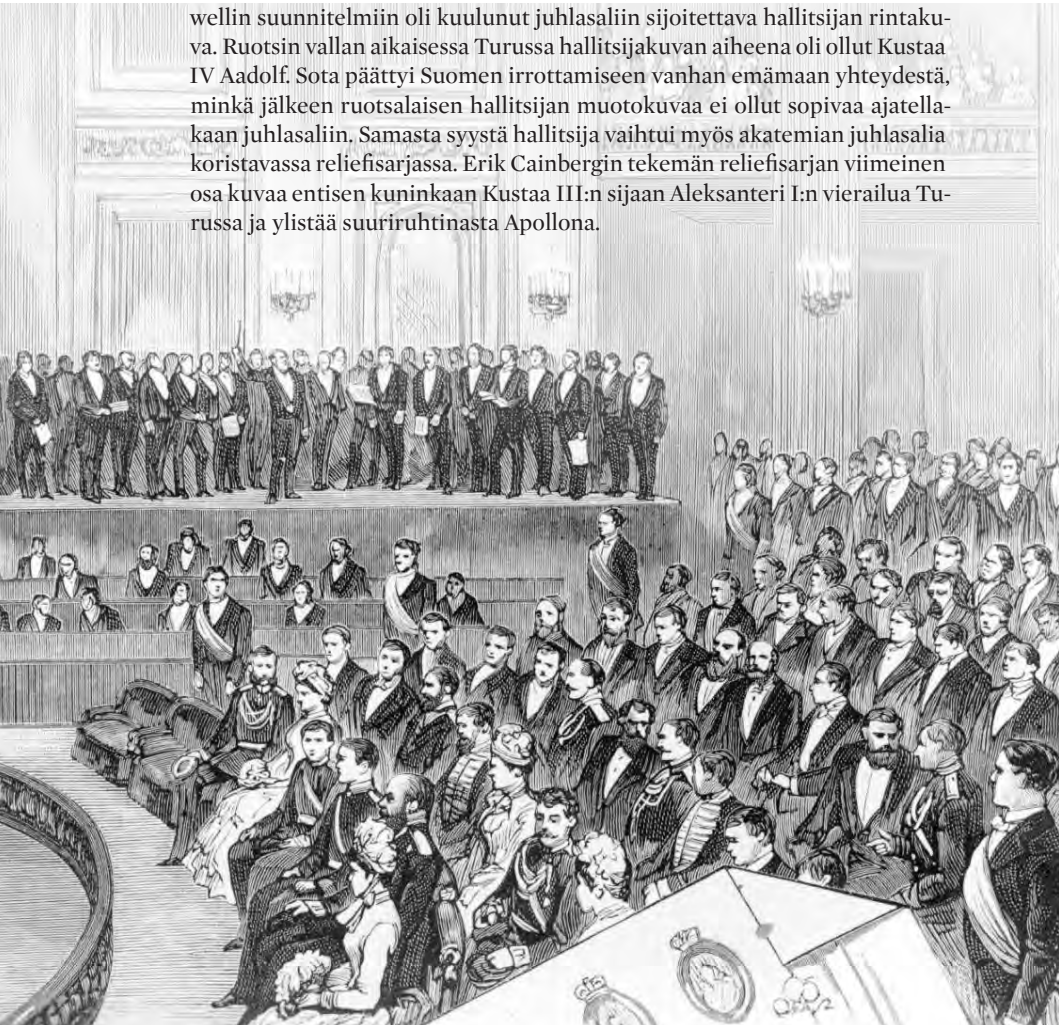 wellin suunnitelmiin oli kuulunut juhlasaliin sijoitettava hallitsijan rintaku-
va. Ruotsin vallan aikaisessa Turussa hallitsijakuvan aiheena oli ollut Kustaa
IV Aadolf. Sota päättyi Suomen irrottamiseen vanhan emämaan yhteydestä,
minkä jälkeen ruotsalaisen hallitsijan muotokuvaa ei ollut sopivaa ajatella-
kaan juhlasaliin. Samasta syystä hallitsija vaihtui myös akatemian juhlasalia
koristavassa reliefisarjassa. Erik Cainbergin tekemän reliefisarjan viimeinen
osa kuvaa entisen kuninkaan Kustaa III:n sijaan Aleksanteri I:n vierailua Tu-
russa ja ylistää suuriruhtinasta Apollona.